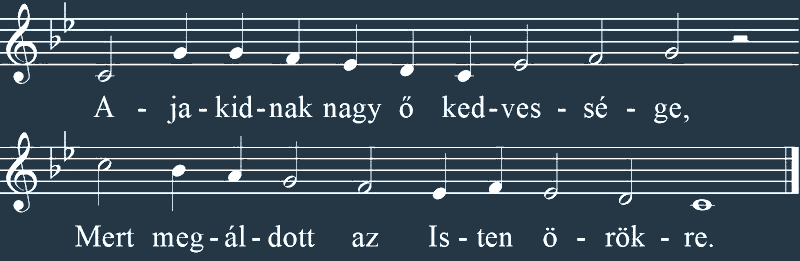 A - ja - kid - nak nagy ő ked - ves - sé - ge,
Mert meg - ál - dott az Is - ten ö - rök - re.